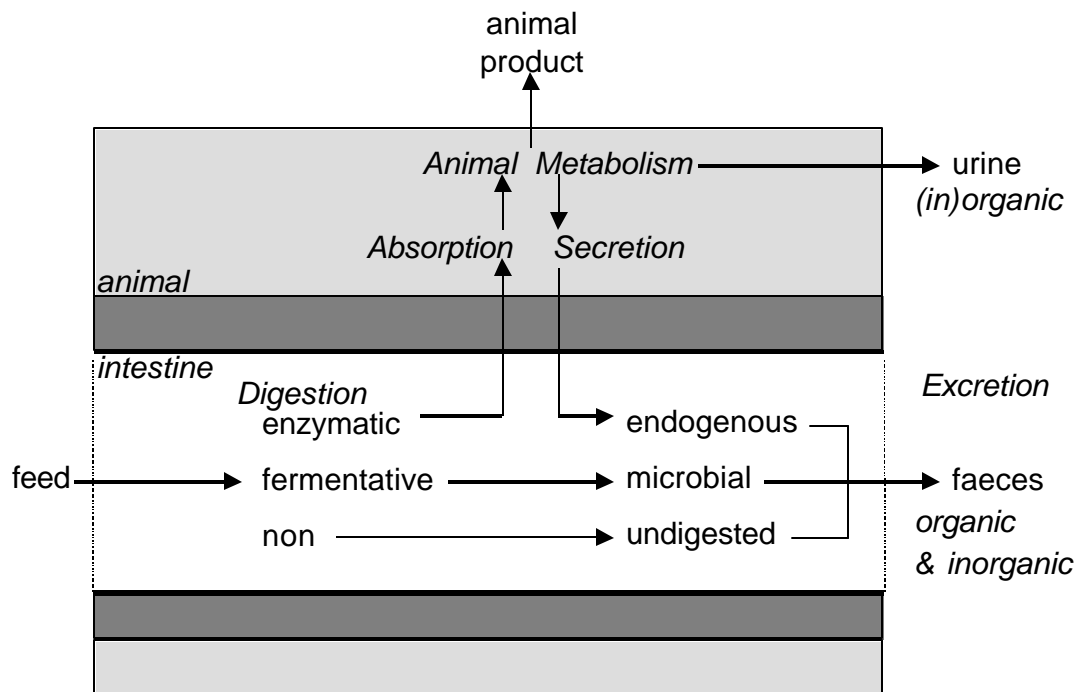 animal
product
Animal Metabolism
urine
(in)organic
Absorption
Secretion
animal
intestine
Digestion
Excretion
enzymatic
endogenous
feed
fermentative
microbial
faeces
organic
& inorganic
non
undigested